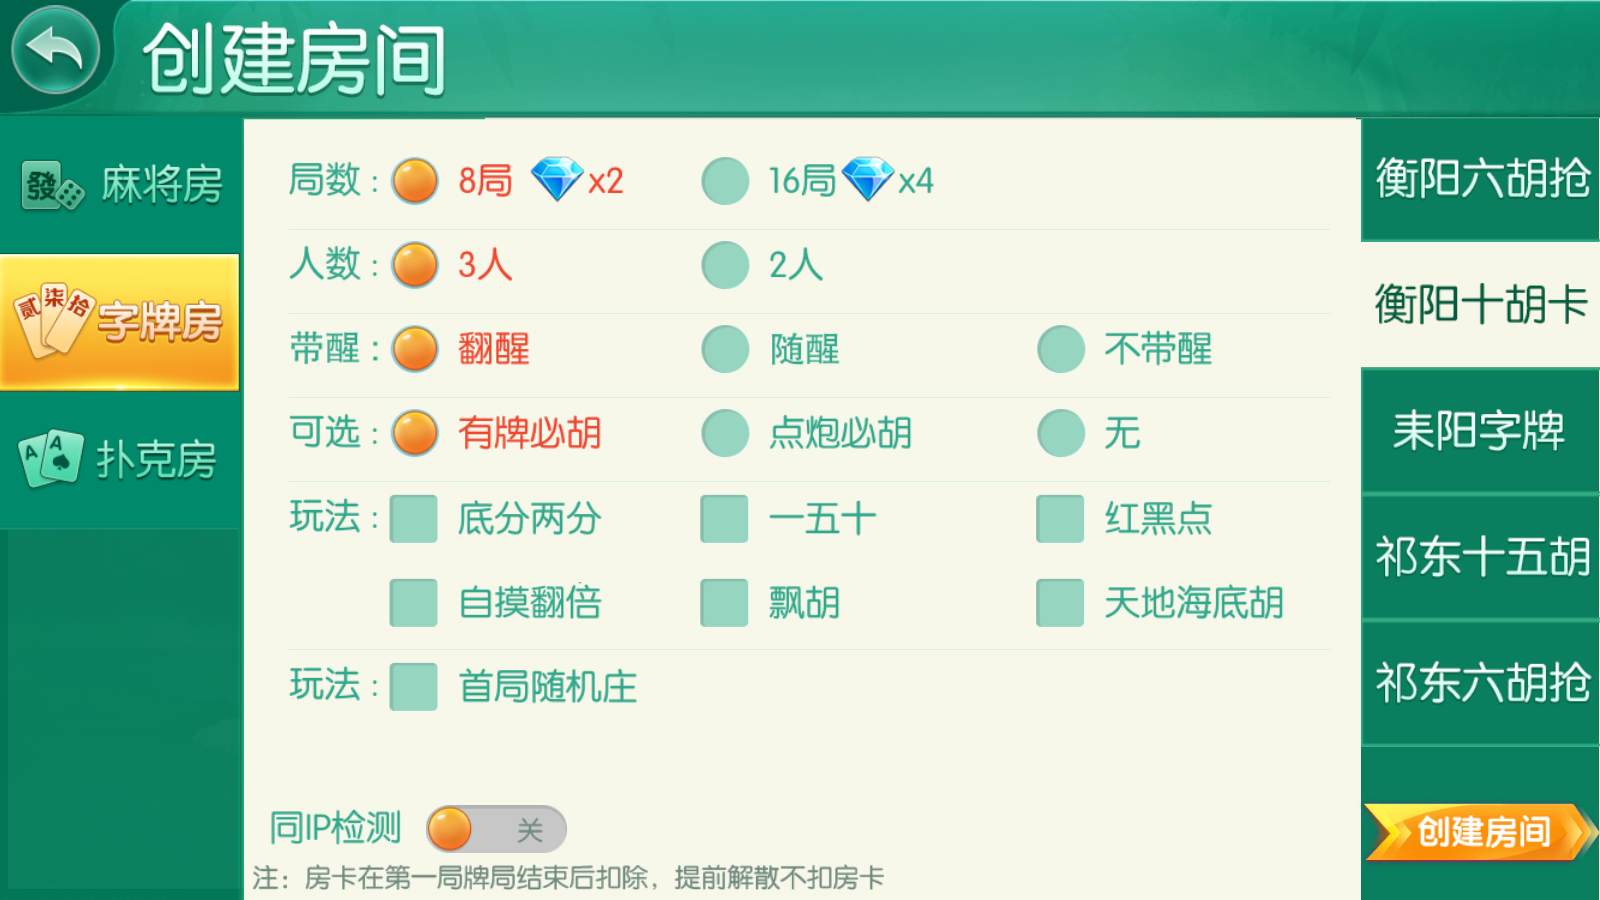 创建房间
發 麻将房
贰 柒 拾 字牌房
A A 扑克房
局数： 8局 x2 16局 x4
人数： 3人 2人
带醒： 翻醒 随醒 不带醒
可选： 有牌必胡 点炮必胡 无
玩法： 底分两分 一五十 红黑点
自摸翻倍 飘胡 天地海底胡
玩法： 首局随机庄
同IP检测 关
注：房卡在第一局牌局结束后扣除，提前解散不扣房卡
衡阳六胡抢
衡阳十胡卡
耒阳字牌
祁东十五胡
祁东六胡抢
创建房间